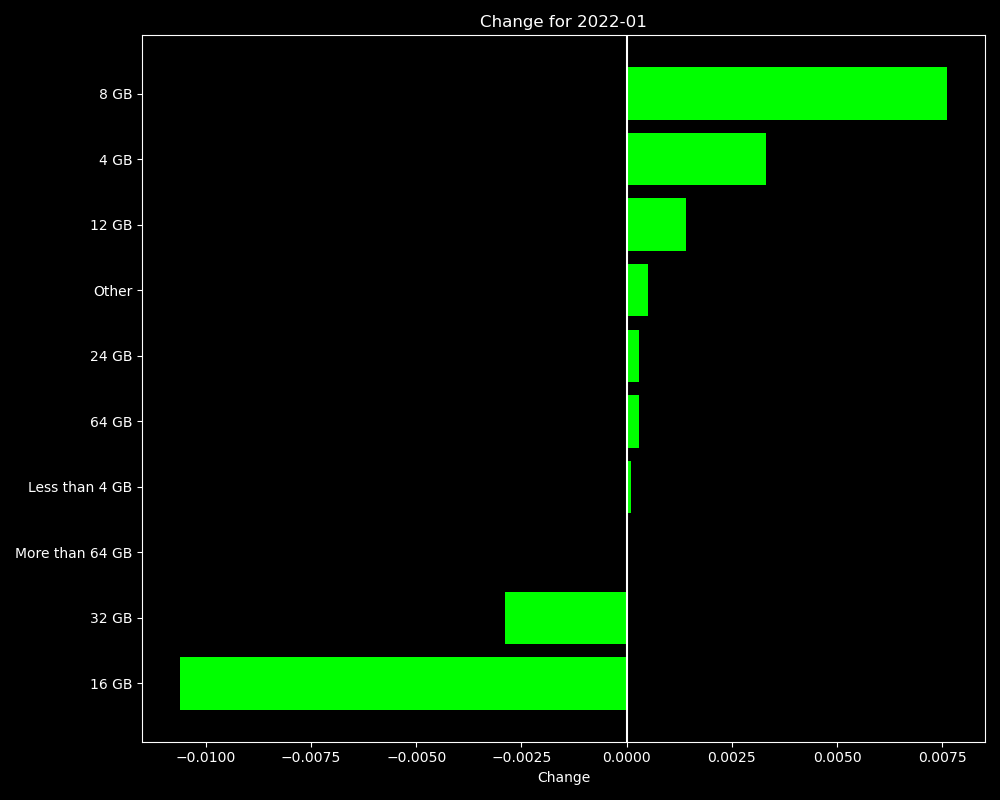 Change for 2022-01
8 GB
4 GB
12 GB
Other
24 GB
64 GB
Less than 4 GB
More than 64 GB
32 GB
16 GB
−0.0100 −0.0075 −0.0050 −0.0025 0.0000 0.0025 0.0050 0.0075
Change